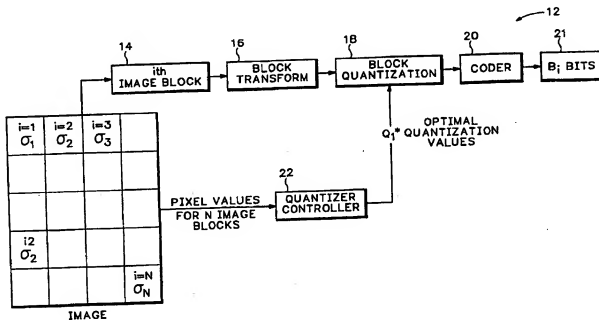 12
14
ith
IMAGE BLOCK
16
BLOCK
TRANSFORM
18
BLOCK
QUANTIZATION
20
CODER
21
Bi BITS
i=1
σ1
i=2
σ2
i=3
σ3
OPTIMAL
Q1* QUANTIZATION
VALUES
PIXEL VALUES
FOR N IMAGE
BLOCKS
22
QUANTIZER
CONTROLLER
i2
σ2
i=N
σN
IMAGE